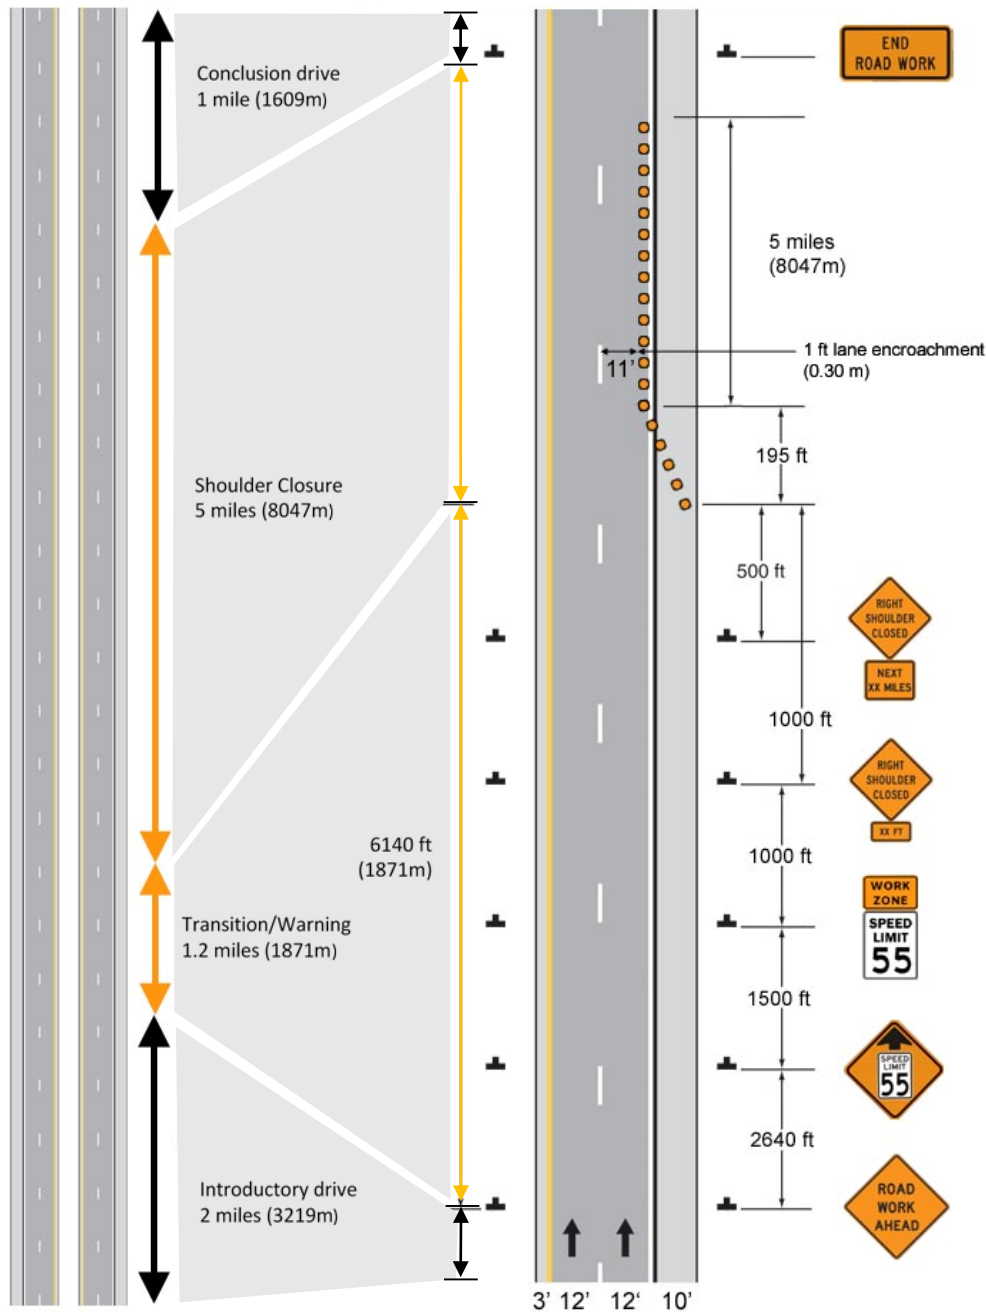 Conclusion drive
1 mile (1609m)
END
ROAD WORK
5 miles
(8047m)
1 ft lane encroachment
(0.30 m)
11'
195 ft
Shoulder Closure
5 miles (8047m)
500 ft
RIGHT
SHOULDER
CLOSED
NEXT
XX MILES
1000 ft
RIGHT
SHOULDER
CLOSED
XX FT
6140 ft
(1871m)
1000 ft
WORK
ZONE
SPEED
LIMIT
55
Transition/Warning
1.2 miles (1871m)
1500 ft
SPEED
LIMIT
55
2640 ft
Introductory drive
2 miles (3219m)
ROAD
WORK
AHEAD
3' 12' 12‘ 10'